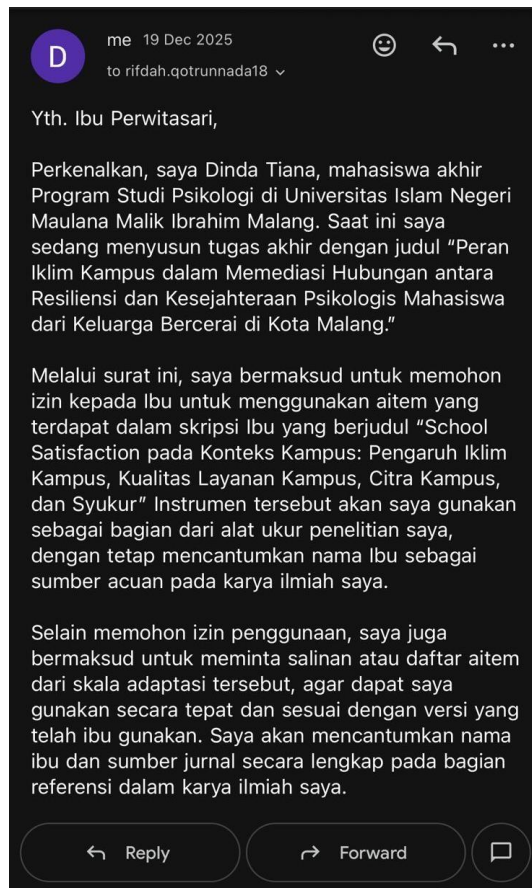 D
me 19 Dec 2025
to rifdah.qotrunnada18
Yth. Ibu Perwitasari,
Perkenalkan, saya Dinda Tiana, mahasiswa akhir
Program Studi Psikologi di Universitas Islam Negeri
Maulana Malik Ibrahim Malang. Saat ini saya
sedang menyusun tugas akhir dengan judul “Peran
Iklim Kampus dalam Memediasi Hubungan antara
Resiliensi dan Kesejahteraan Psikologis Mahasiswa
dari Keluarga Bercerai di Kota Malang.”
Melalui surat ini, saya bermaksud untuk memohon
izin kepada Ibu untuk menggunakan aitem yang
terdapat dalam skripsi Ibu yang berjudul “School
Satisfaction pada Konteks Kampus: Pengaruh Iklim
Kampus, Kualitas Layanan Kampus, Citra Kampus,
dan Syukur” Instrumen tersebut akan saya gunakan
sebagai bagian dari alat ukur penelitian saya,
dengan tetap mencantumkan nama Ibu sebagai
sumber acuan pada karya ilmiah saya.
Selain memohon izin penggunaan, saya juga
bermaksud untuk meminta salinan atau daftar aitem
dari skala adaptasi tersebut, agar dapat saya
gunakan secara tepat dan sesuai dengan versi yang
telah ibu gunakan. Saya akan mencantumkan nama
ibu dan sumber jurnal secara lengkap pada bagian
referensi dalam karya ilmiah saya.
Reply
Forward